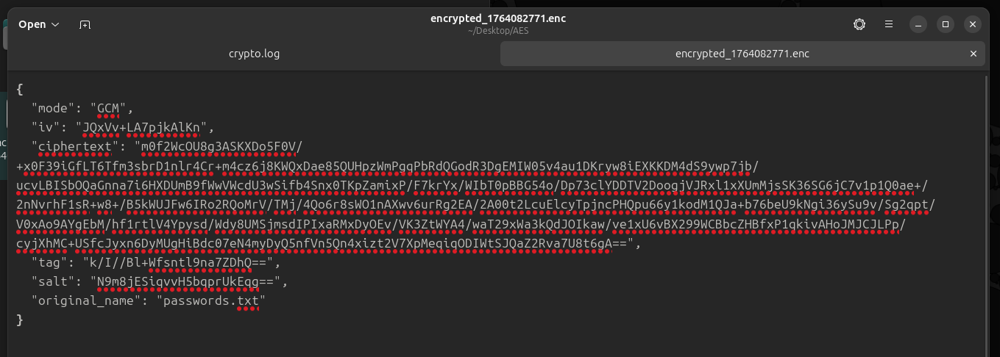 Open
encrypted_1764082771.enc
~/Desktop/AES
crypto.log
encrypted_1764082771.enc
{
"mode": "GCM",
"iv": "JQxVv+LA7pjkAlKn",
"ciphertext": "m0f2WcOU8g3ASKXDo5F0V/
+x0F39iGfLT6Tfm3sbrD1nlr4Cr+m4cz6j8KWQxDae85QUHpzWmPgqPbRdQGodR3DgEMIW05v4au1DKryw8iEXKKDM4dS9ywp7jb/
ucvLBISbOQaGnna7i6HXDUmB9fWwVWcdU3wSifb4Snx0TKpZamixP/F7krYx/WIbT0pBBG54o/Dp73clYDDTV2DoogjVJRxl1xXUmMjsSK36SG6jC7v1p1Q0ae+/
2nNvrhF1sR+w8+/B5kWUJFw6IRo2RQoMrV/TMj/4Qo6r8sWO1nAXwv6urRg2EA/2A00t2LcuElcyTpjncPHQpu66y1kodM1QJa+b76beU9kNgi36ySu9v/Sg2qpt/
V0xAo9AYgEbM/hf1rtlV4Ypysd/Wdy8UMSjmsdIPIxaRMxDyOEv/VK3ZtWYA4/waT29xWa3kQdJOIkaw/ve1xU6vBX299WCBbcZHBfxP1qkivAHoJMJCJLPp/
cyjXhMC+USfcJyxn6DyMUgHiBdc07eN4myDyQ5nfVn5Qn4xizt2V7XpMeqiqODIWtSJQaZ2Rva7U8t6gA==",
"tag": "k/I//Bl+Wfsntl9na7ZDhQ==",
"salt": "N9m8jESiqvvH5bqprUkEqg==",
"original_name": "passwords.txt"
}